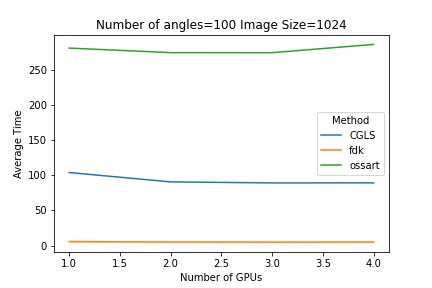 Number of angles=100 Image Size=1024
Average Time
250
200
150
100
50
0
Method
CGLS
fdk
ossart
1.0 1.5 2.0 2.5 3.0 3.5 4.0
Number of GPUs